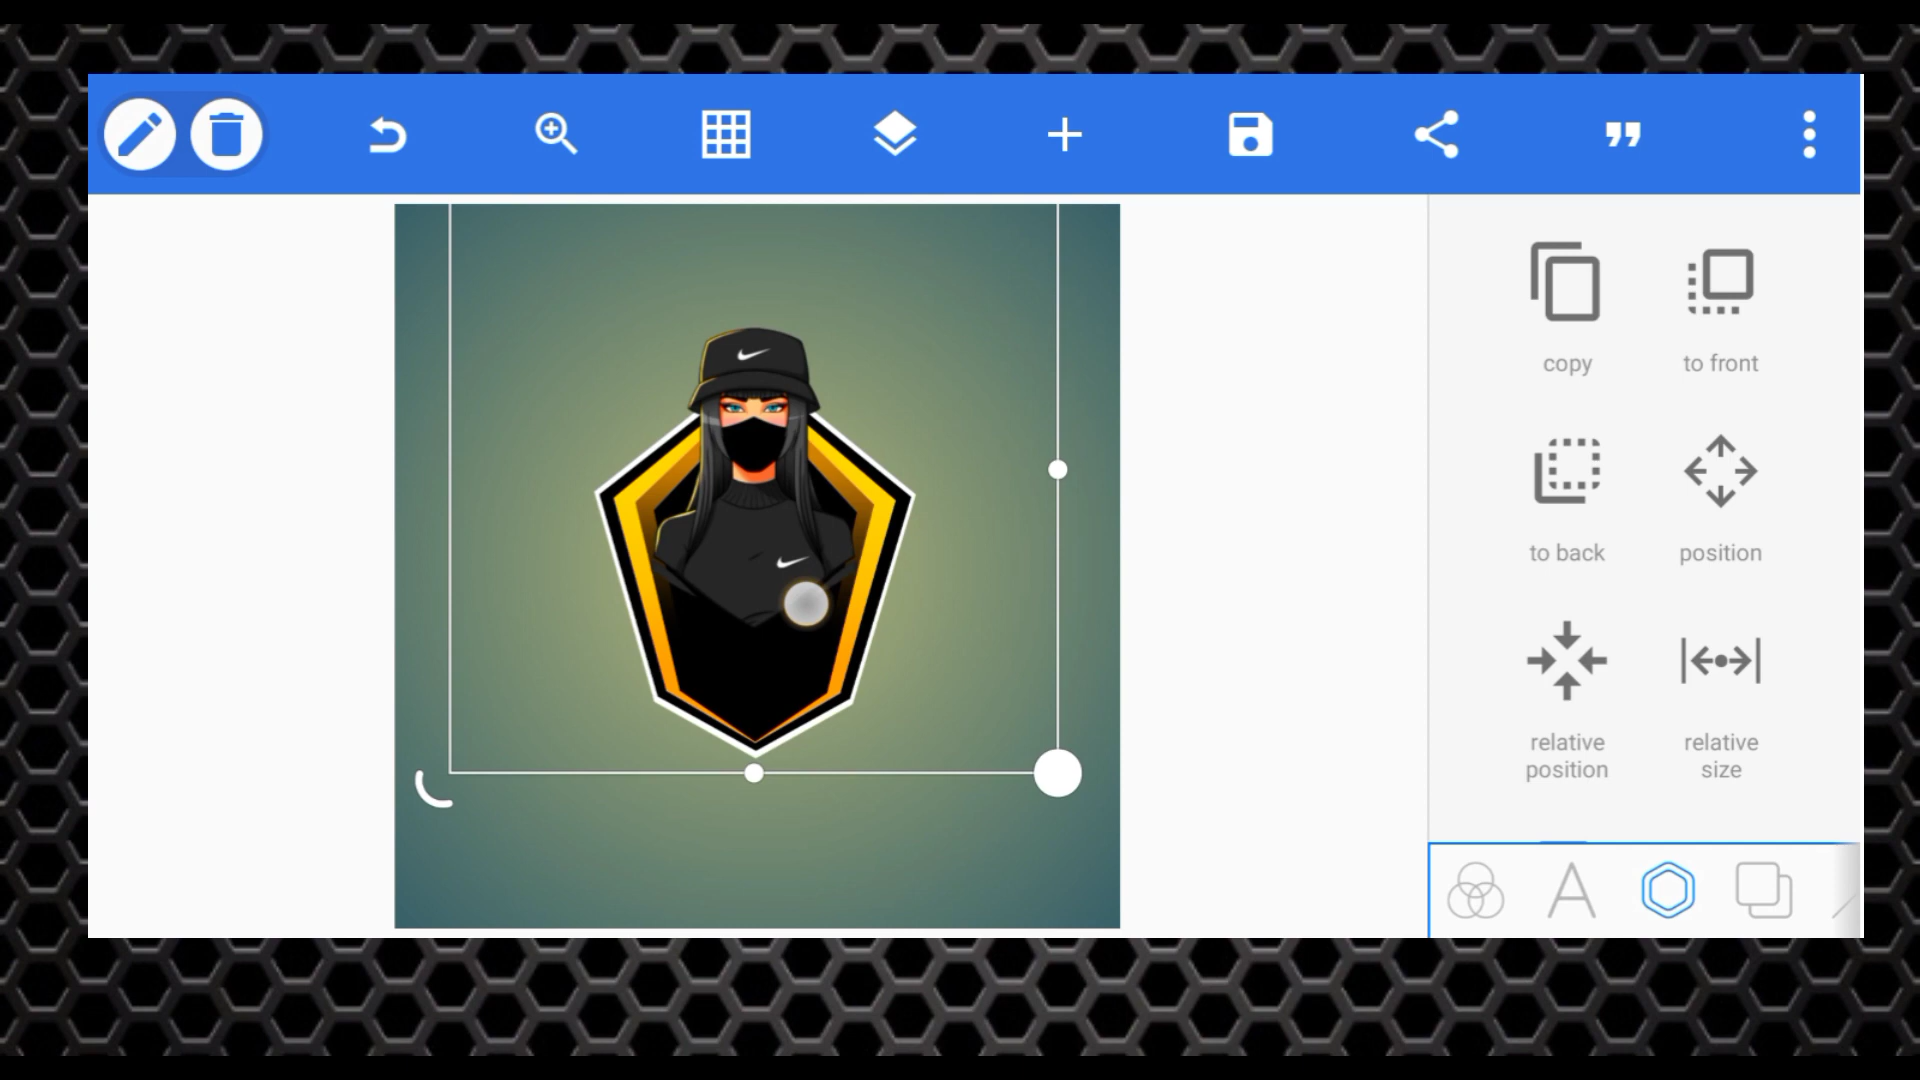 copy
to front
to back
position
relative
position
relative
size